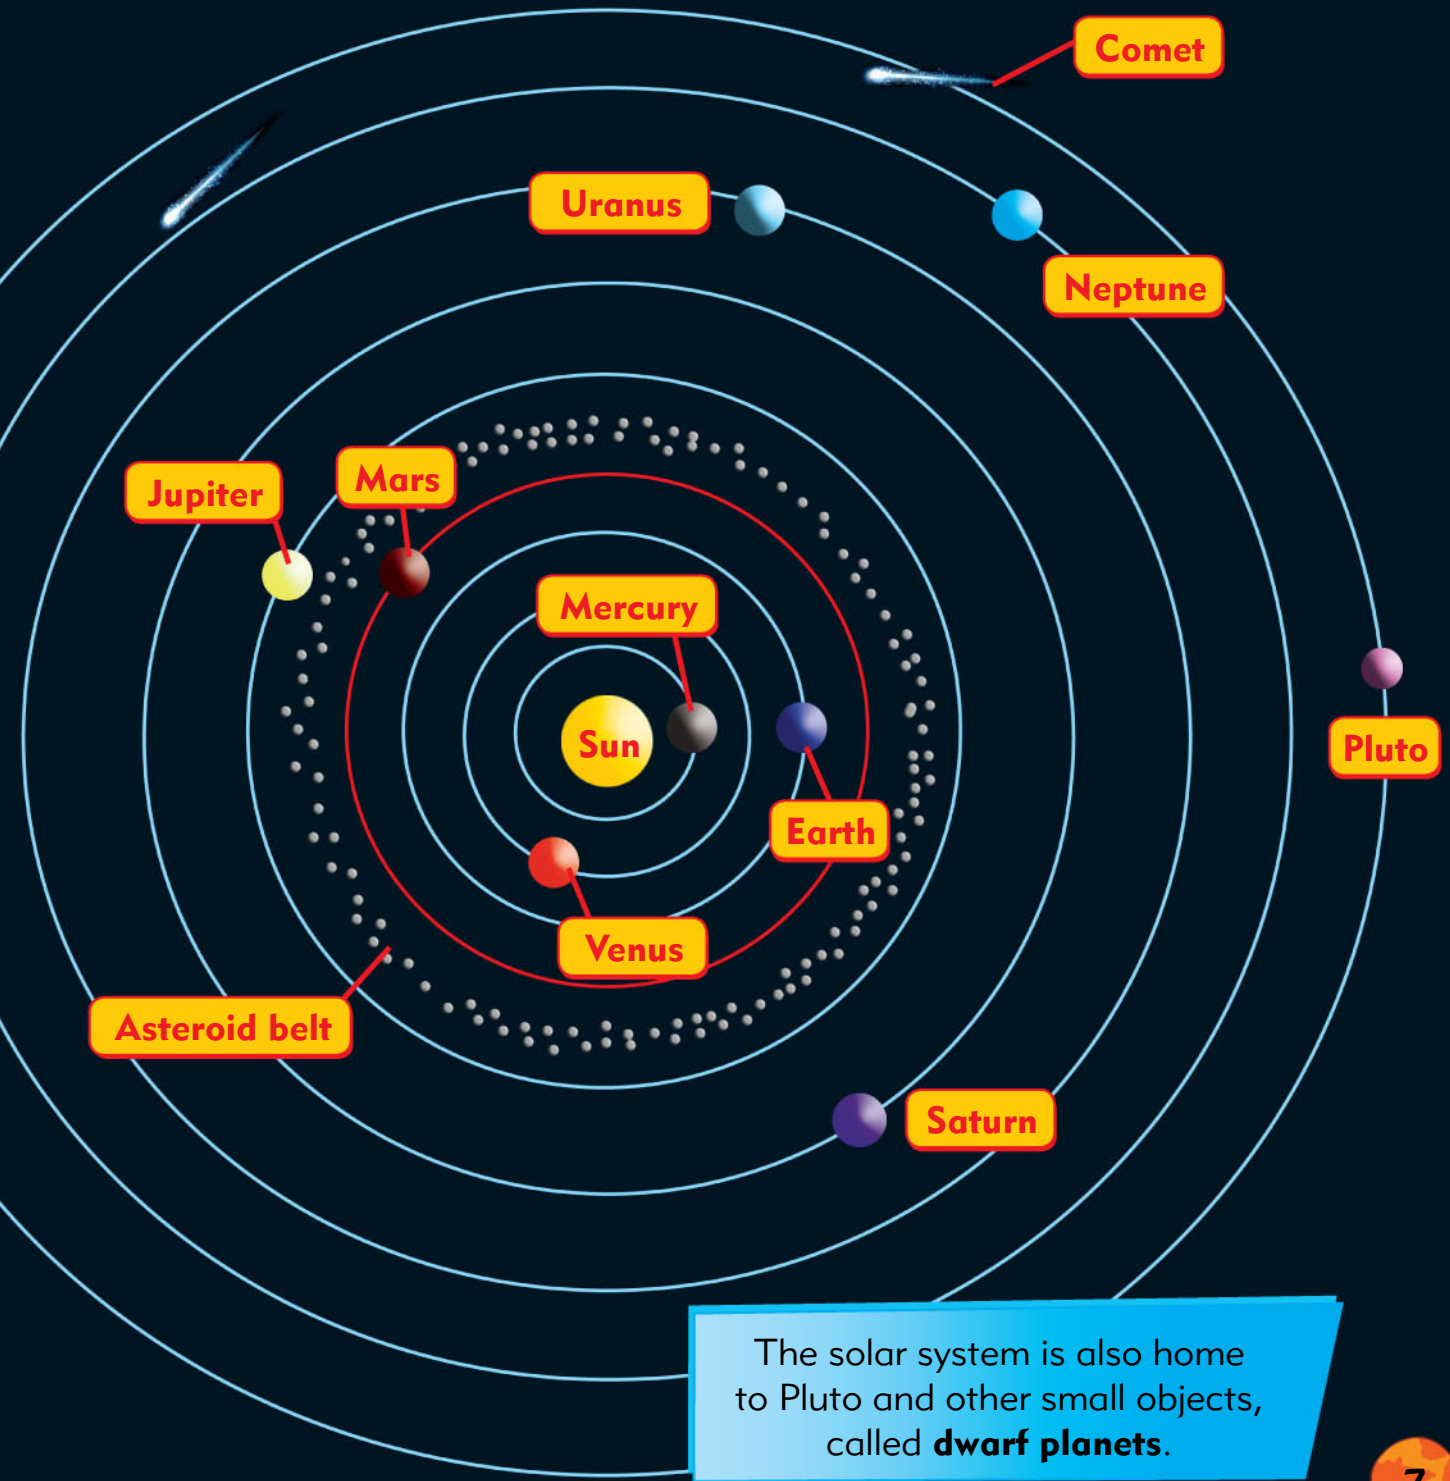 Comet
Uranus
Neptune
Jupiter
Mars
Mercury
Sun
Pluto
Earth
Venus
Asteroid belt
Saturn
The solar system is also home
to Pluto and other small objects,
called dwarf planets.
7